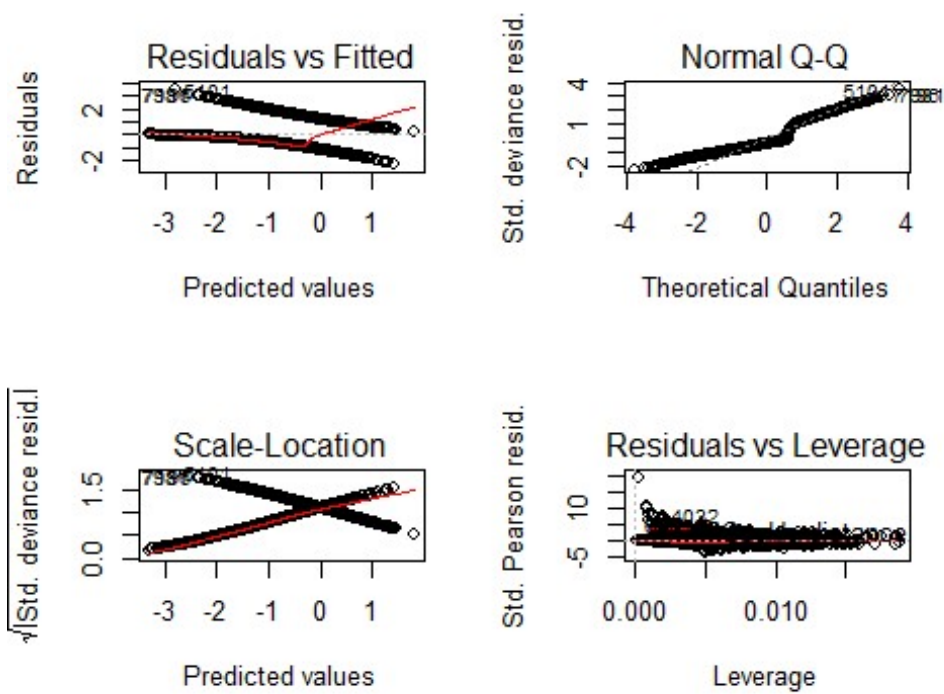 Residuals vs Fitted
Residuals
2
-2
5101
-3 -2 -1 0 1
Predicted values
Normal Q-Q
Std. deviance resid.
4
1
-2
-4 -2 0 2 4
Theoretical Quantiles
Scale-Location
√|Std. deviance resid.|
1.5
0.0
-3 -2 -1 0 1
Predicted values
Residuals vs Leverage
Std. Pearson resid.
10
-5
4022
0.000 0.010
Leverage